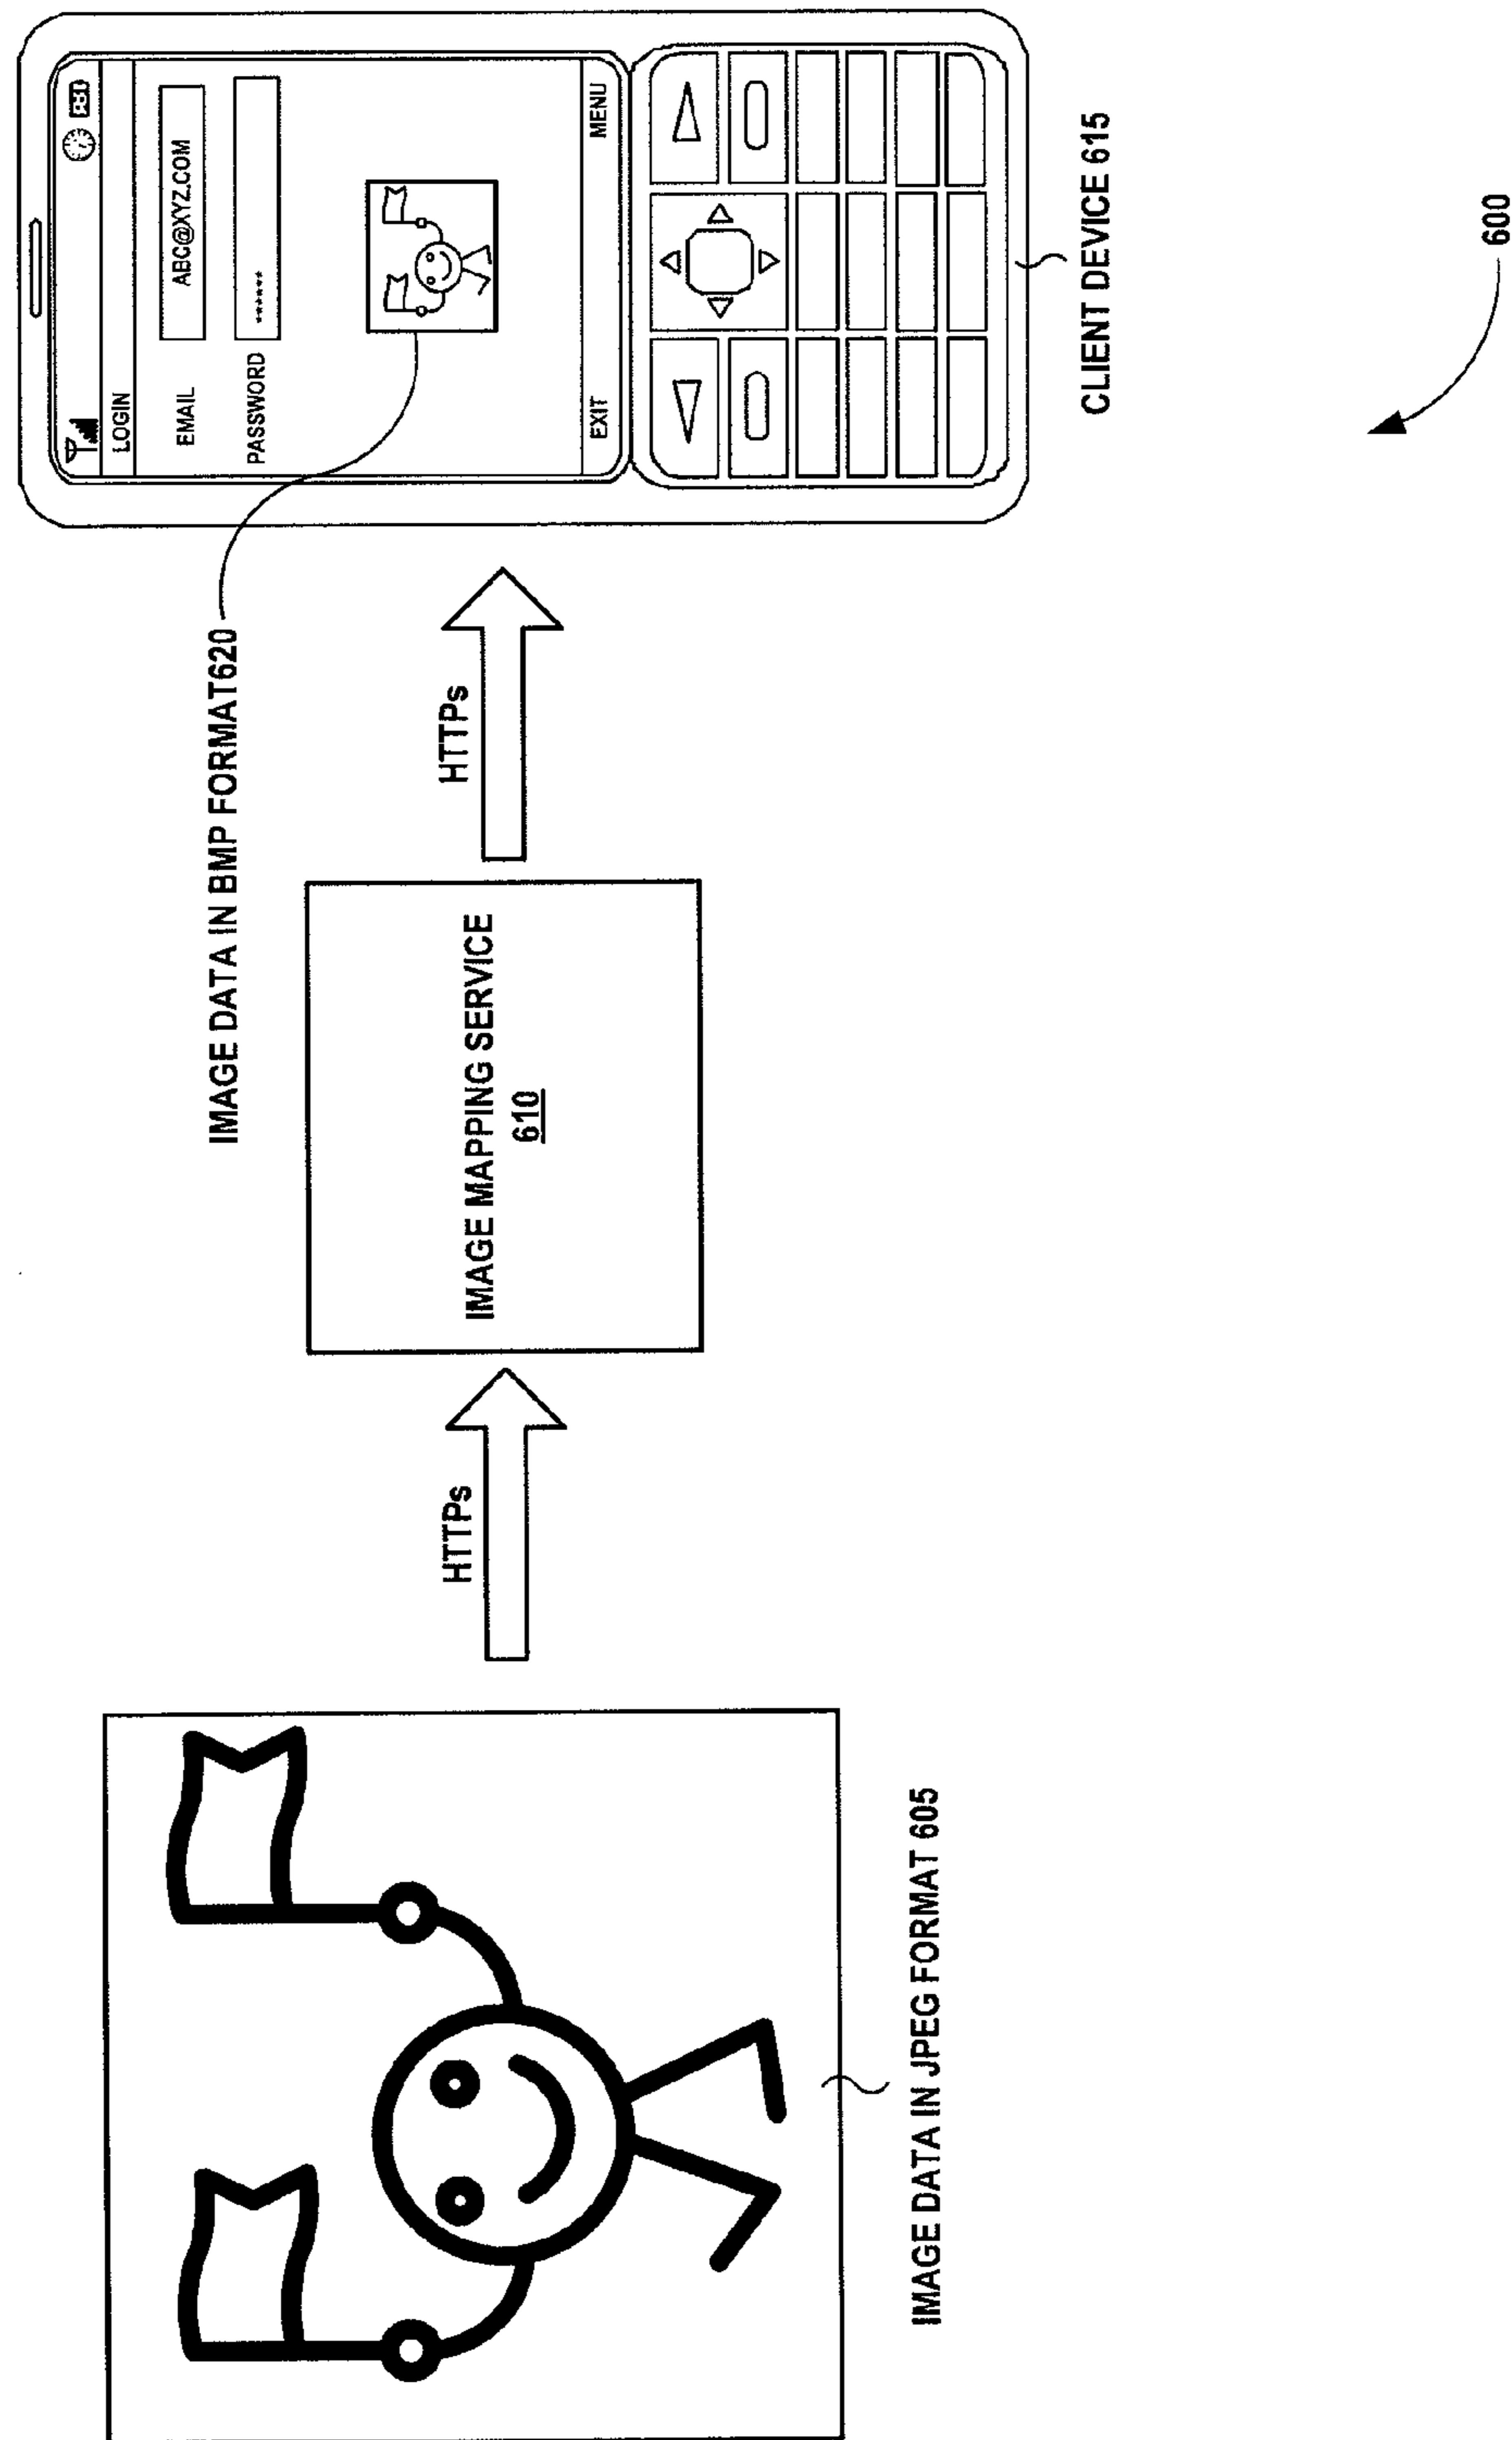 IMAGE DATA IN JPEG FORMAT 605
HTTPs
IMAGE MAPPING SERVICE
610
HTTPs
IMAGE DATA IN BMP FORMAT620
LOGIN
EMAIL ABC@XYZ.COM
PASSWORD ******
EXIT MENU
CLIENT DEVICE 615
600